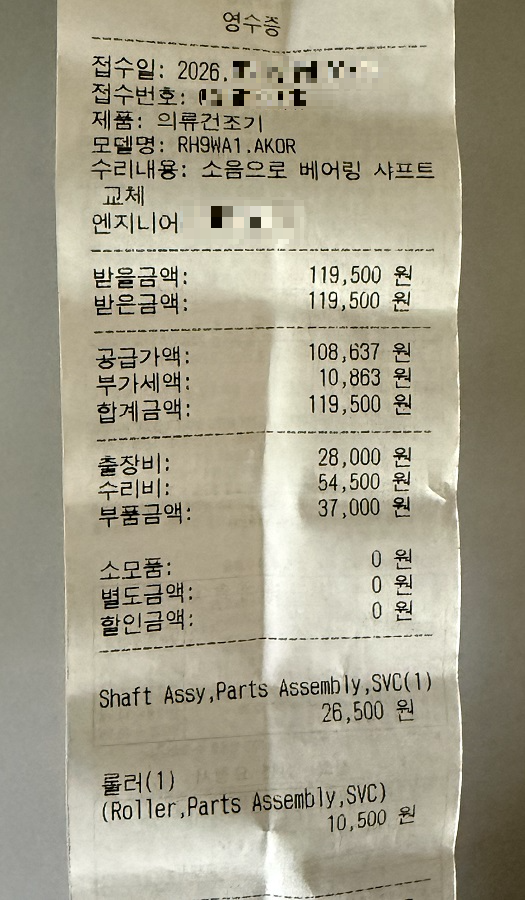 영수증
접수일: 2026.
접수번호:
제품: 의류건조기
모델명: RH9WA1.AKOR
수리내용: 소음으로 베어링 샤프트
교체
엔지니어
받을금액: 119,500 원
받은금액: 119,500 원
공급가액: 108,637 원
부가세액: 10,863 원
합계금액: 119,500 원
출장비: 28,000 원
수리비: 54,500 원
부품금액: 37,000 원
소모품: 0 원
별도금액: 0 원
할인금액: 0 원
Shaft Assy,Parts Assembly,SVC(1)
26,500 원
롤러(1)
(Roller,Parts Assembly,SVC)
10,500 원